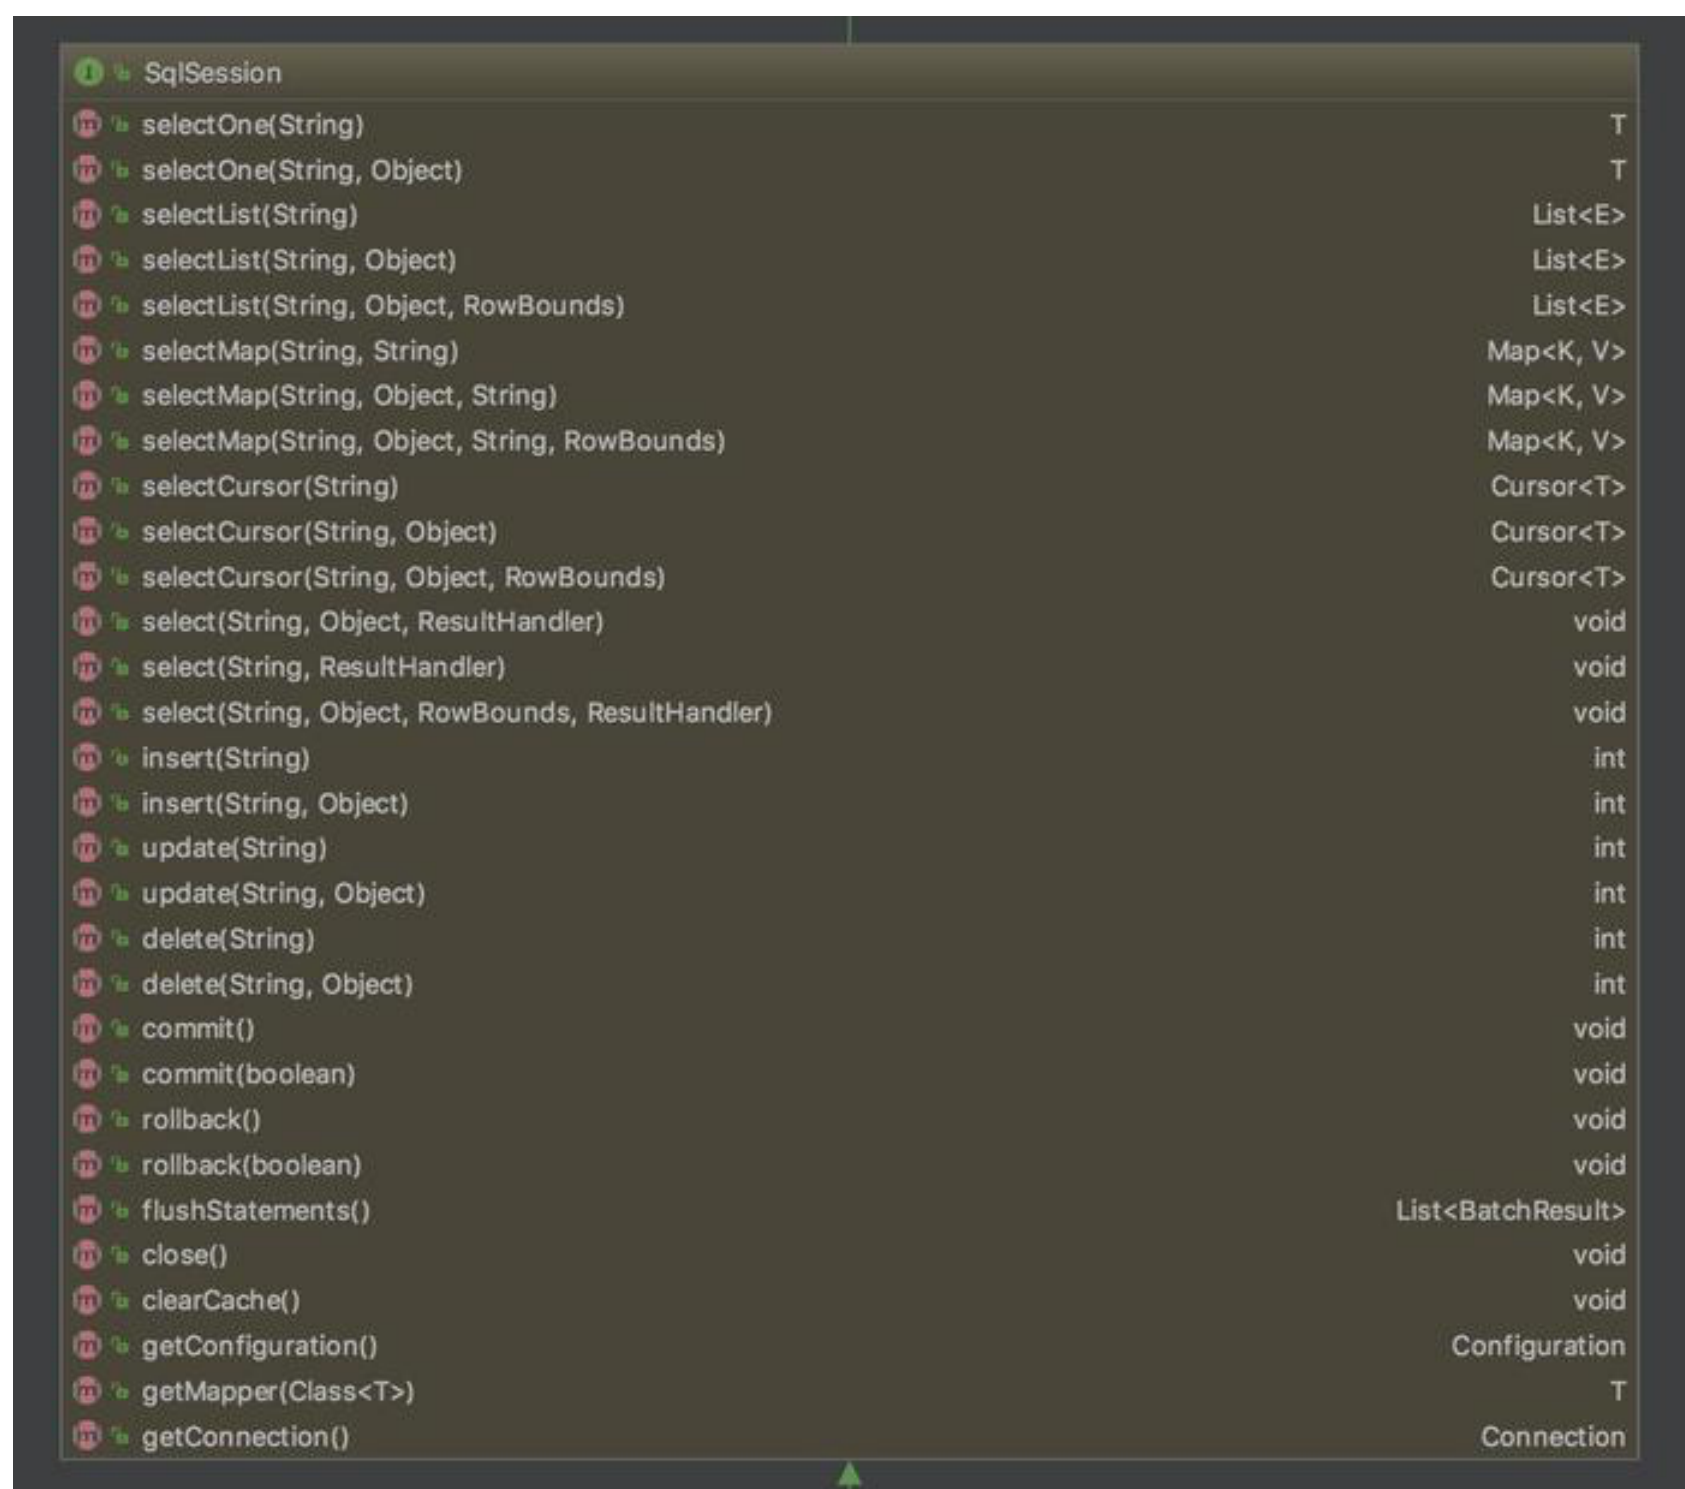 SqlSession
selectOne(String) T
selectOne(String, Object) T
selectList(String) List<E>
selectList(String, Object) List<E>
selectList(String, Object, RowBounds) List<E>
selectMap(String, String) Map<K, V>
selectMap(String, Object, String) Map<K, V>
selectMap(String, Object, String, RowBounds) Map<K, V>
selectCursor(String) Cursor<T>
selectCursor(String, Object) Cursor<T>
selectCursor(String, Object, RowBounds) Cursor<T>
select(String, Object, ResultHandler) void
select(String, ResultHandler) void
select(String, Object, RowBounds, ResultHandler) void
insert(String) int
insert(String, Object) int
update(String) int
update(String, Object) int
delete(String) int
delete(String, Object) int
commit() void
commit(boolean) void
rollback() void
rollback(boolean) void
flushStatements() List<BatchResult>
close() void
clearCache() void
getConfiguration() Configuration
getMapper(Class<T>) T
getConnection() Connection